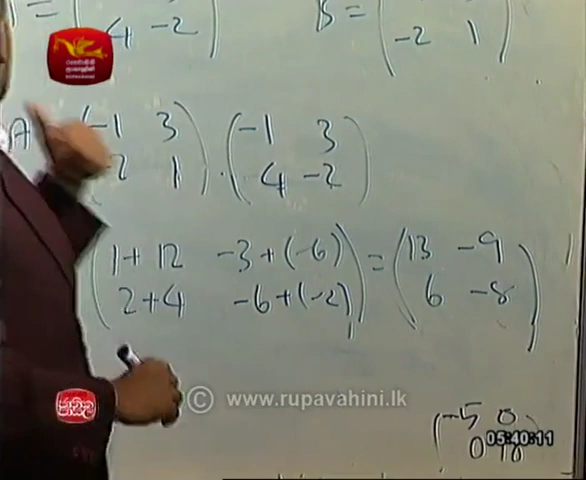 = ( 4 -2 ) B = ( -2 1 )
A ( -1 3 ) . ( -1 3 )
( -2 1 ) ( 4 -2 )
( 1+12 -3+(-6) ) = ( 13 -9 )
( 2+4 -6+(-2) ) ( 6 -8 )
© www.rupavahini.lk
( -5 0 )
05:40:11